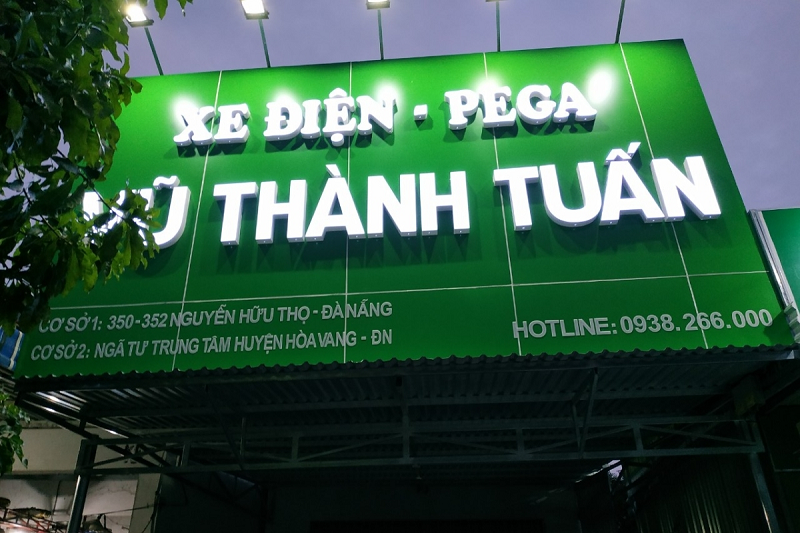 XE ĐIỆN - PEGA
THÀNH TUẤN
CƠ SỞ 1: 350-352 NGUYỄN HỮU THỌ - ĐÀ NẴNG
CƠ SỞ 2: NGÃ TƯ TRUNG TÂM HUYỆN HÒA VANG - ĐN
HOTLINE: 0938.266.000